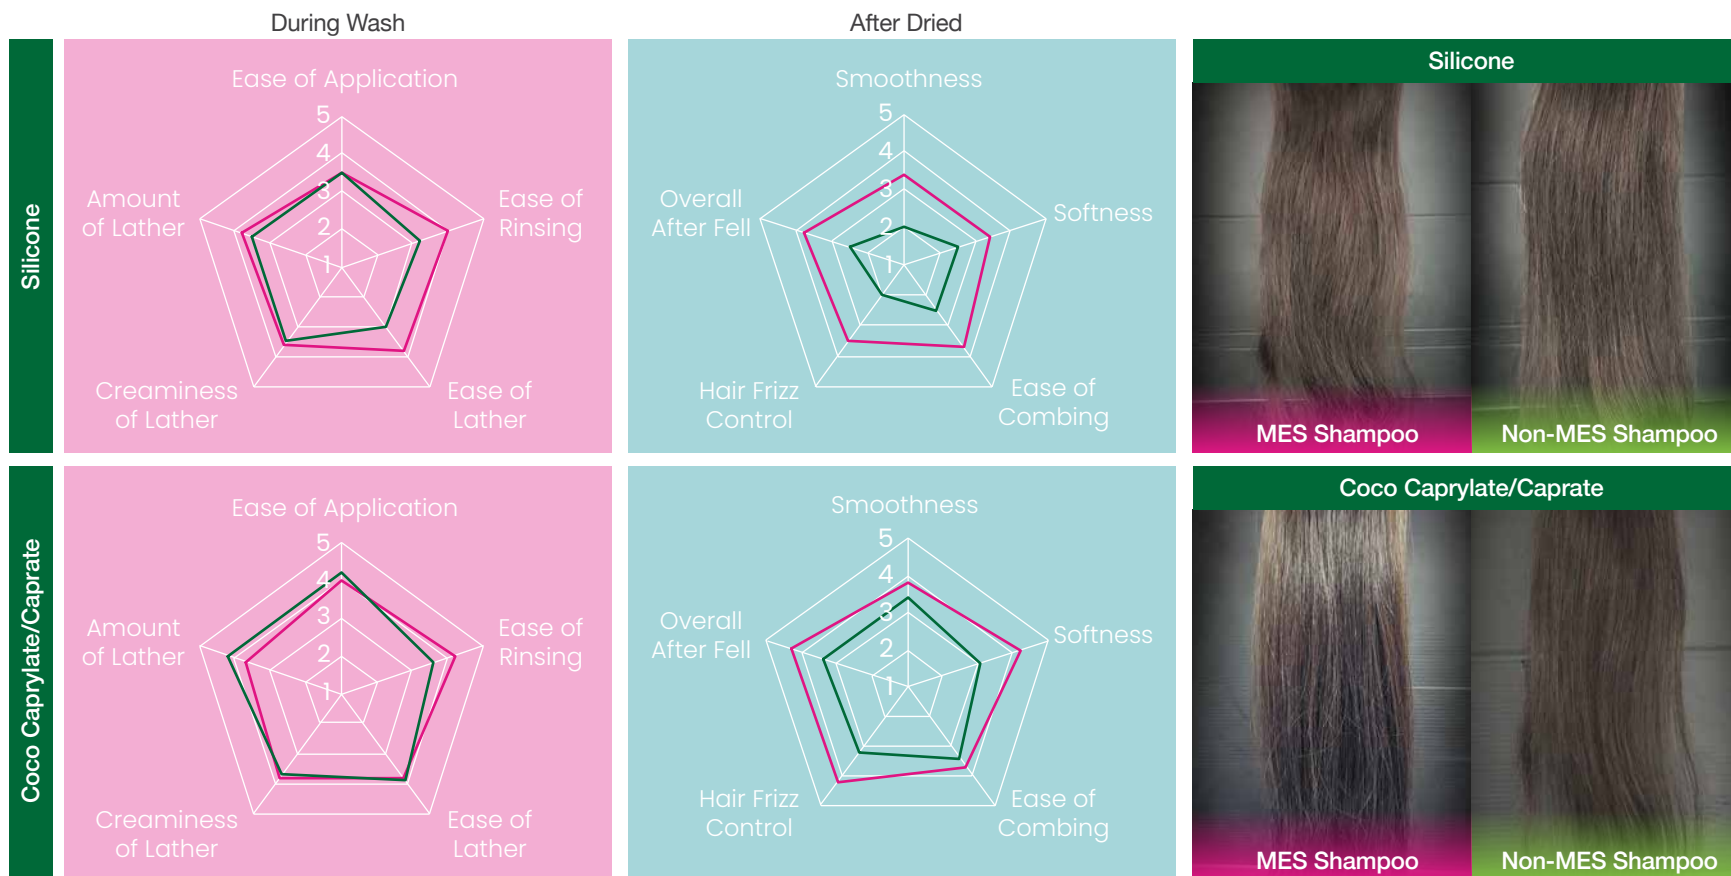 During Wash
After Dried
Silicone
Ease of Application
5
4
3
2
1
Amount
of Lather
Ease of
Rinsing
Creaminess
of Lather
Ease of
Lather
Smoothness
5
4
3
2
1
Overall
After Fell
Softness
Hair Frizz
Control
Ease of
Combing
Silicone
MES Shampoo
Non-MES Shampoo
Coco Caprylate/Caprate
Ease of Application
5
4
3
2
1
Amount
of Lather
Ease of
Rinsing
Creaminess
of Lather
Ease of
Lather
Smoothness
5
4
3
2
1
Overall
After Fell
Softness
Hair Frizz
Control
Ease of
Combing
Coco Caprylate/Caprate
MES Shampoo
Non-MES Shampoo